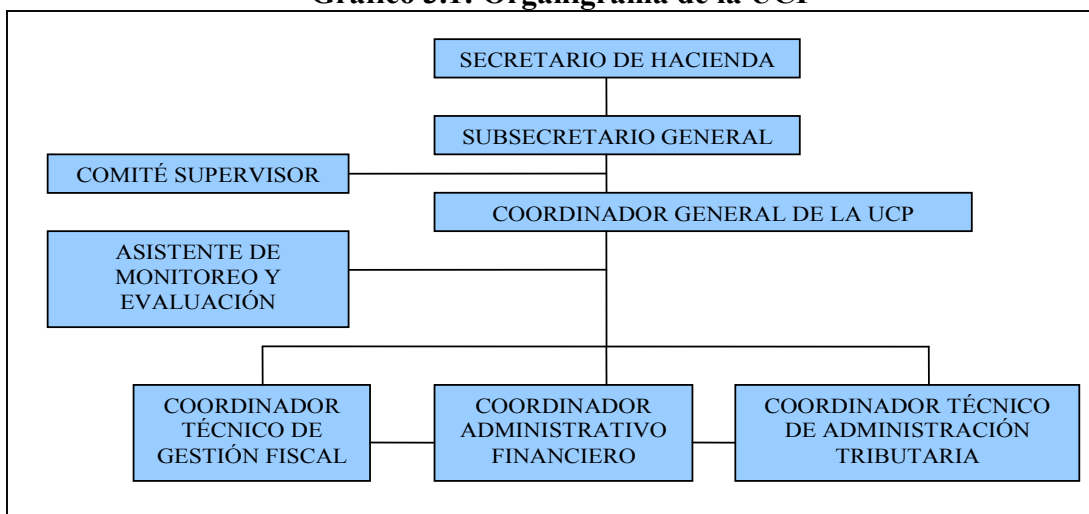 Gráfico 3.1: Organigrama de la UCP
SECRETARIO DE HACIENDA
SUBSECRETARIO GENERAL
COMITÉ SUPERVISOR
COORDINADOR GENERAL DE LA UCP
ASISTENTE DE
MONITOREO Y
EVALUACIÓN
COORDINADOR
TÉCNICO DE
GESTIÓN FISCAL
COORDINADOR
ADMINISTRATIVO
FINANCIERO
COORDINADOR TÉCNICO
DE ADMINISTRACIÓN
TRIBUTARIA